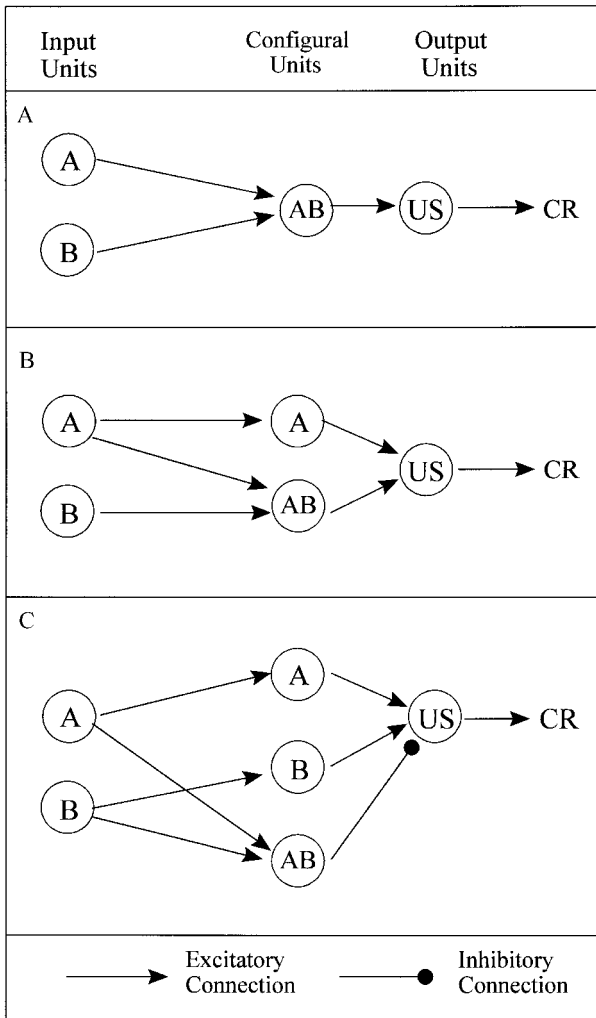 Input Units
Configural Units
Output Units
A
A
B
AB
US
CR
B
A
B
A
AB
US
CR
C
A
B
A
B
AB
US
CR
Excitatory Connection
Inhibitory Connection